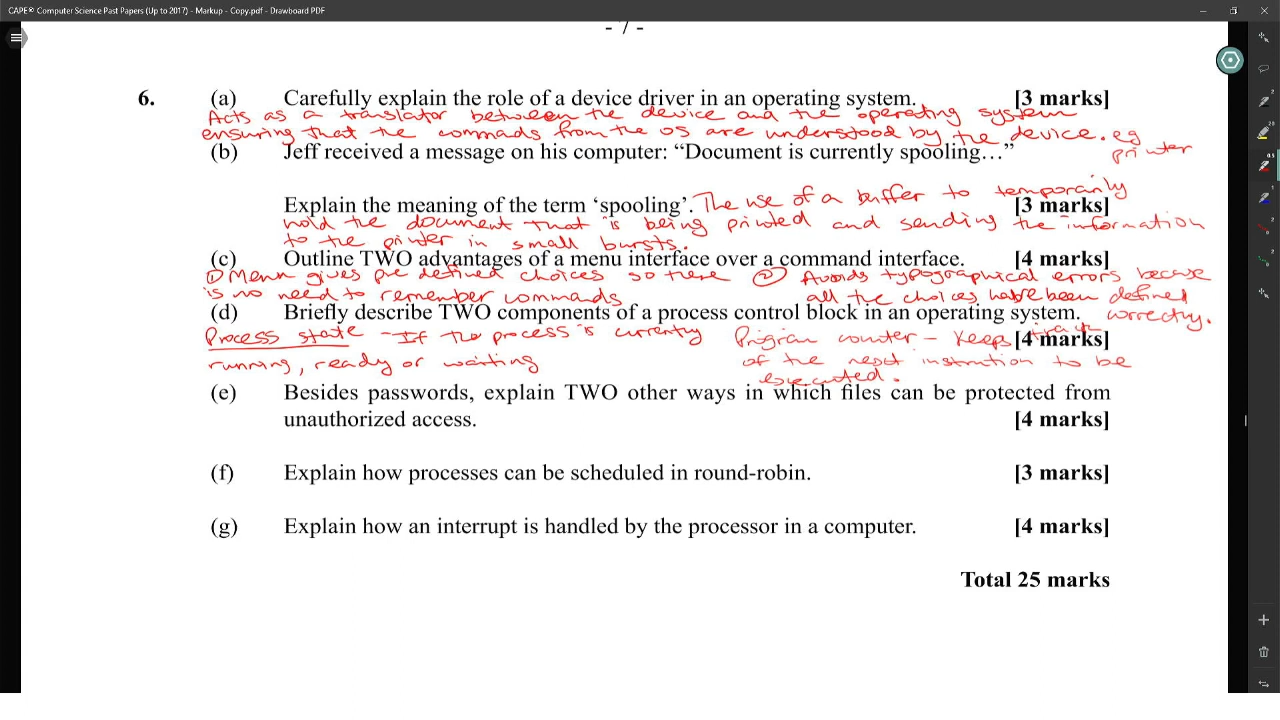 CAPE® Computer Science Past Papers (Up to 2017) - Markup - Copy.pdf - Drawboard PDF
- 7 -
6. (a) Carefully explain the role of a device driver in an operating system. [3 marks]
Acts as a translator between the device and the operating system
ensuring that the commads from the OS are understood by the device. eg
printer
(b) Jeff received a message on his computer: “Document is currently spooling…”
Explain the meaning of the term ‘spooling’. [3 marks]
The use of a buffer to temporarily
hold the document that is being printed and sending the information
to the printer in small bursts.
(c) Outline TWO advantages of a menu interface over a command interface. [4 marks]
① Menu gives pre defined choices so there
is no need to remember commands
② Avoids typographical errors because
all the choices have been defined
correctly.
(d) Briefly describe TWO components of a process control block in an operating system.
[4 marks]
Process state - If the process is currently
running, ready or waiting
Program counter - Keeps track
of the next instruction to be
executed.
(e) Besides passwords, explain TWO other ways in which files can be protected from
unauthorized access. [4 marks]
(f) Explain how processes can be scheduled in round-robin. [3 marks]
(g) Explain how an interrupt is handled by the processor in a computer. [4 marks]
Total 25 marks